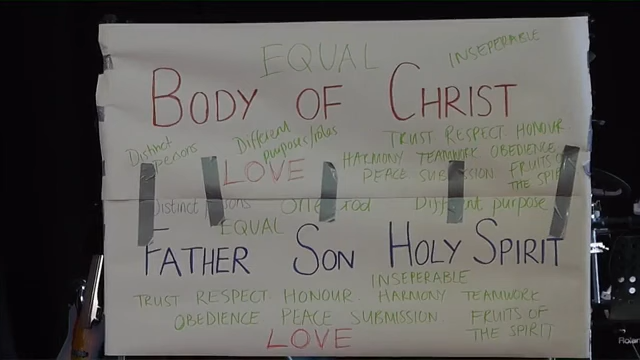 EQUAL
INSEPERABLE
BODY OF CHRIST
Distinct Persons
Different purposes/roles
TRUST RESPECT HONOUR
LOVE
HARMONY TEAMWORK OBEDIENCE
PEACE SUBMISSION FRUITS OF THE SPIRIT
Distinct
Different purpose
EQUAL
FATHER SON HOLY SPIRIT
INSEPERABLE
TRUST RESPECT HONOUR. HARMONY TEAMWORK
OBEDIENCE PEACE SUBMISSION. FRUITS OF
LOVE THE SPIRIT